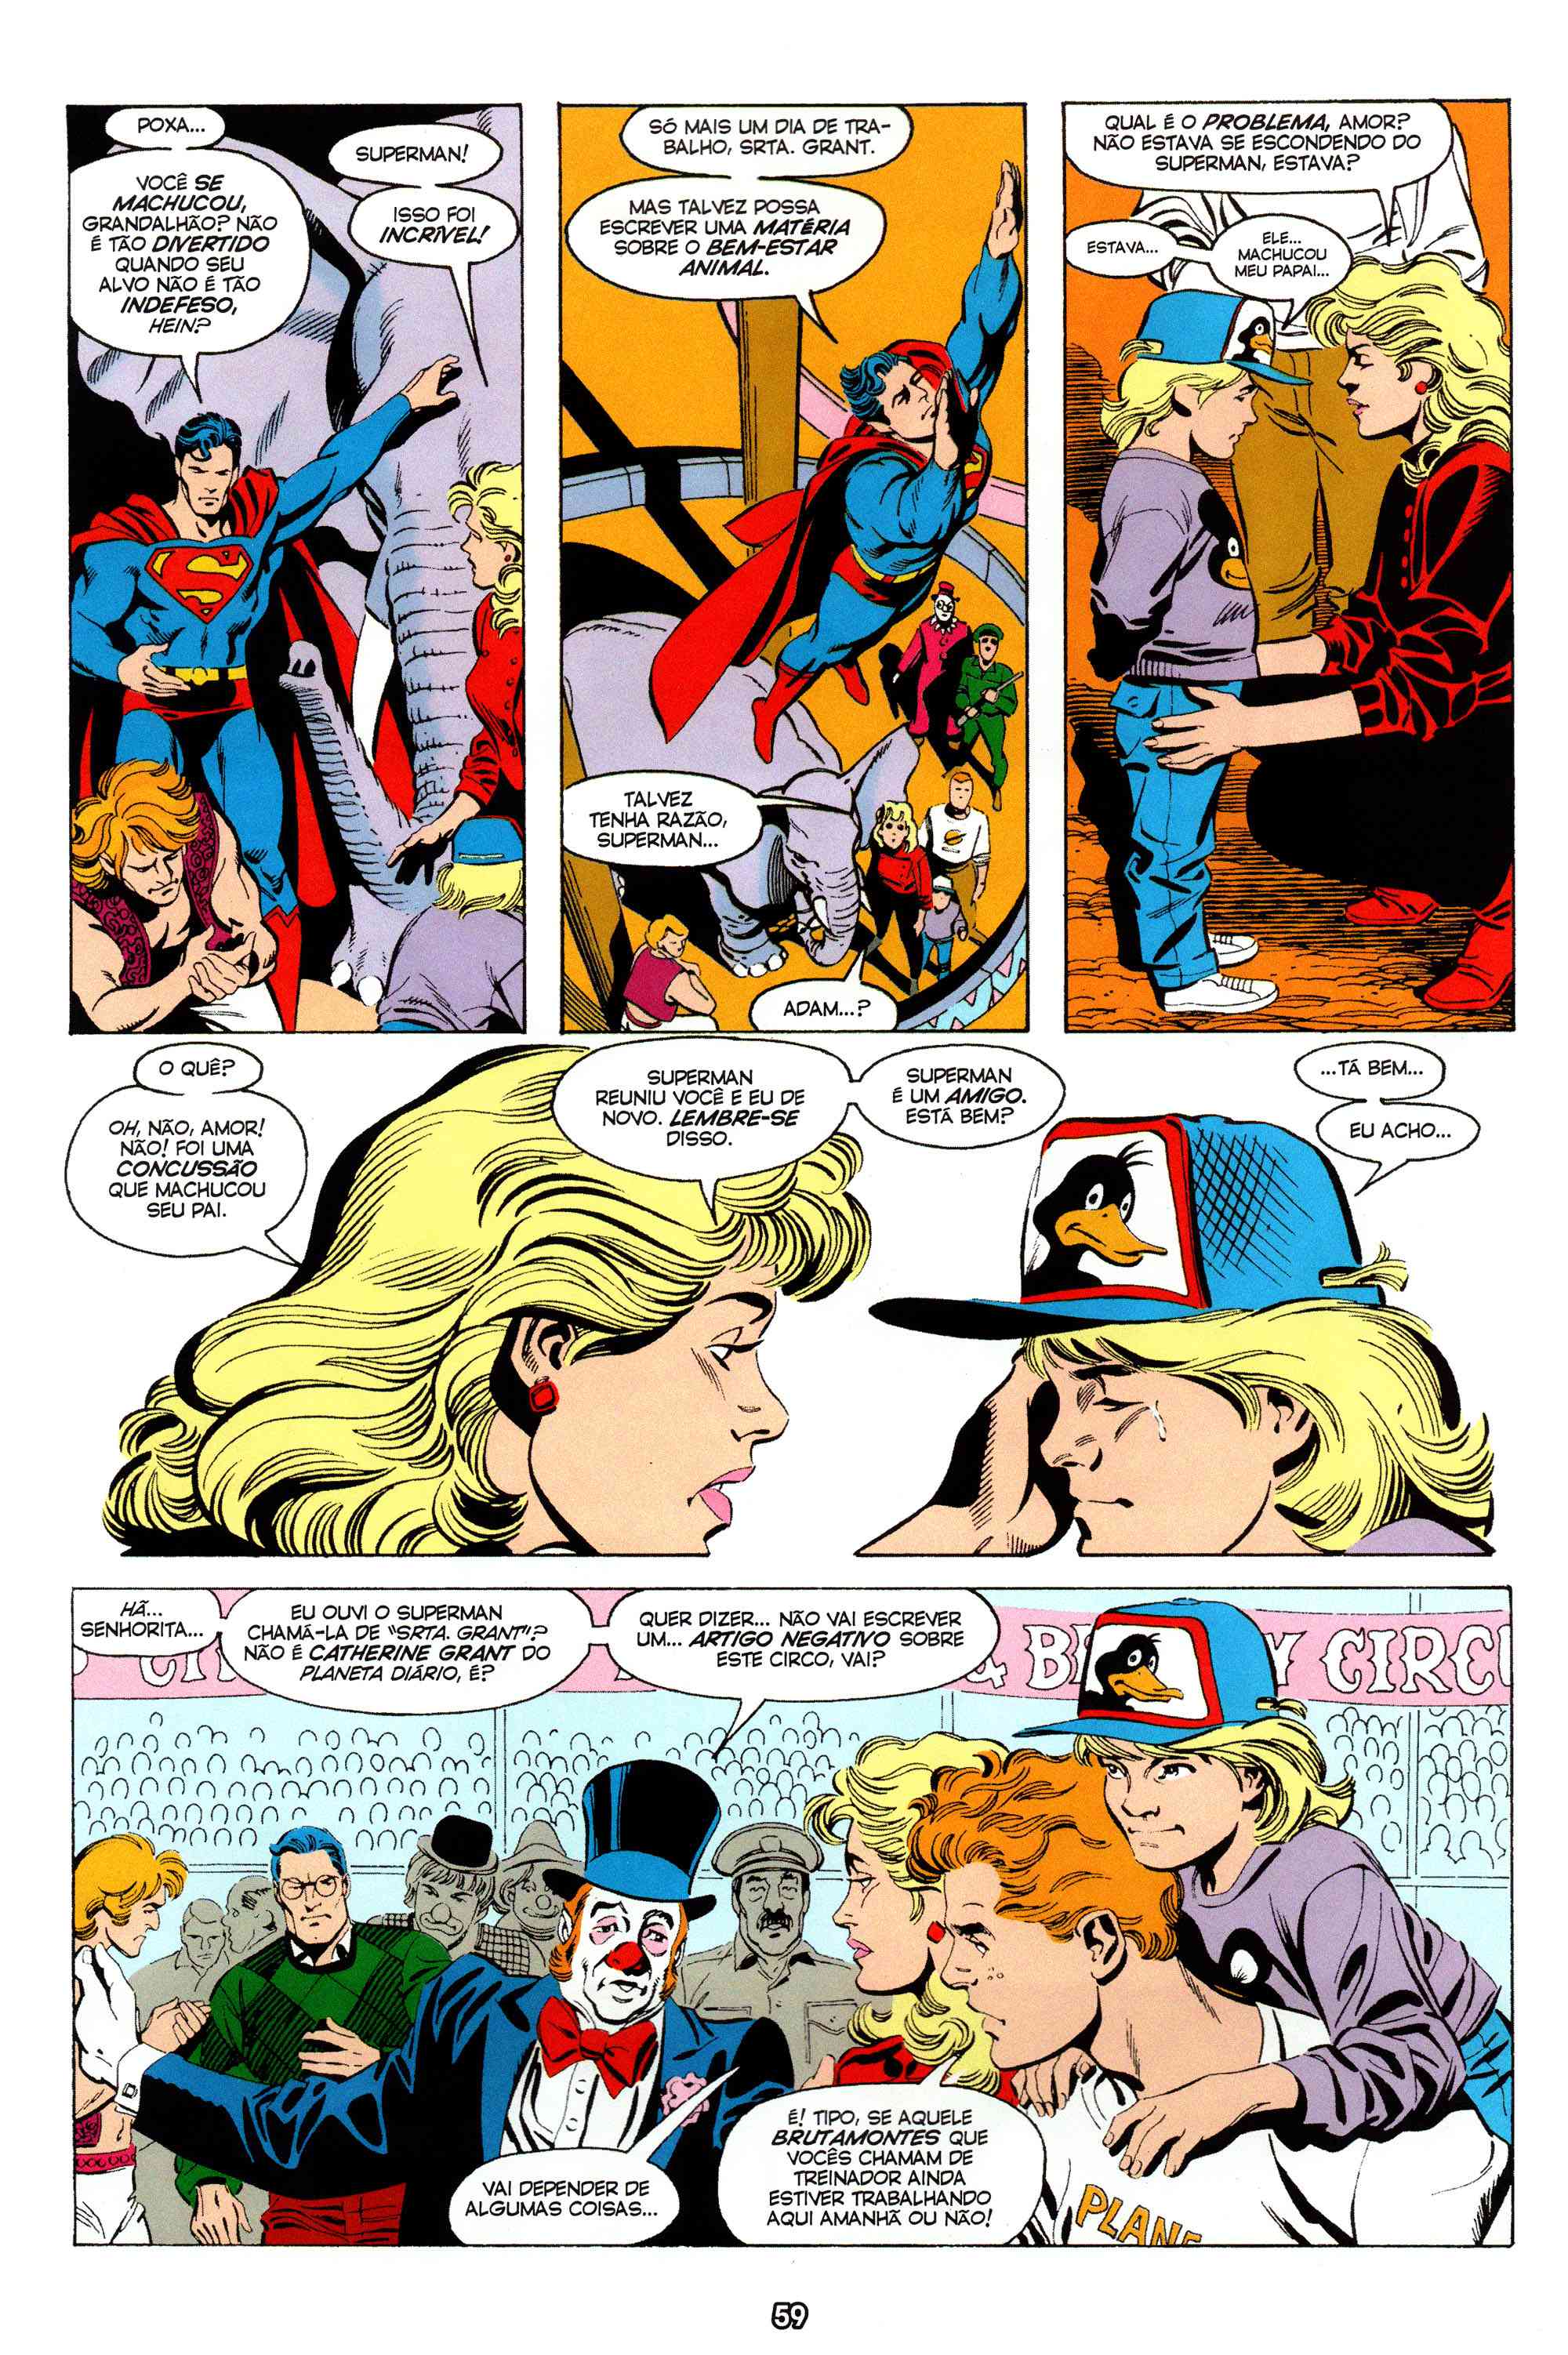 POXA...
VOCÊ SE
MACHUCOU,
GRANDALHÃO? NÃO
É TÃO DIVERTIDO
QUANDO SEU
ALVO NÃO É TÃO
INDEFESO,
HEIN?
SUPERMAN!
ISSO FOI
INCRÍVEL!
SÓ MAIS UM DIA DE TRA-
BALHO, SRTA. GRANT.
MAS TALVEZ POSSA
ESCREVER UMA MATÉRIA
SOBRE O BEM-ESTAR
ANIMAL.
TALVEZ
TENHA RAZÃO,
SUPERMAN...
ADAM...?
QUAL É O PROBLEMA, AMOR?
NÃO ESTAVA SE ESCONDENDO DO
SUPERMAN, ESTAVA?
ESTAVA...
ELE...
MACHUCOU
MEU PAPAI...
O QUÊ?
OH, NÃO, AMOR!
NÃO! FOI UMA
CONCUSSÃO
QUE MACHUCOU
SEU PAI.
SUPERMAN
REUNIU VOCÊ E EU DE
NOVO. LEMBRE-SE
DISSO.
SUPERMAN
É UM AMIGO.
ESTÁ BEM?
...TÁ BEM...
EU ACHO...
HÃ...
SENHORITA...
EU OUVI O SUPERMAN
CHAMÁ-LA DE "SRTA. GRANT"?
NÃO É CATHERINE GRANT DO
PLANETA DIÁRIO, É?
QUER DIZER... NÃO VAI ESCREVER
UM... ARTIGO NEGATIVO SOBRE
ESTE CIRCO, VAI?
CIRC
VAI DEPENDER DE
ALGUMAS COISAS...
É! TIPO, SE AQUELE
BRUTAMONTES QUE
VOCÊS CHAMAM DE
TREINADOR AINDA
ESTIVER TRABALHANDO
AQUI AMANHÃ OU NÃO!
PLANE
59